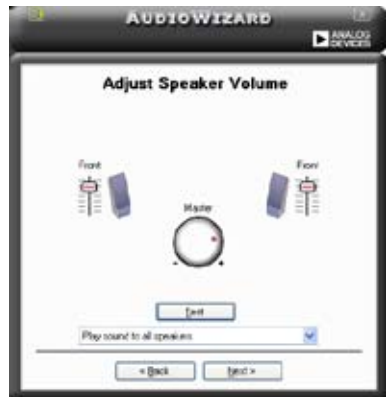 AUDIOWIZARD
ANALOG
DEVICES
Adjust Speaker Volume
Front
Front
Master
- +
Test
Play sound to all speakers
< Back Next >